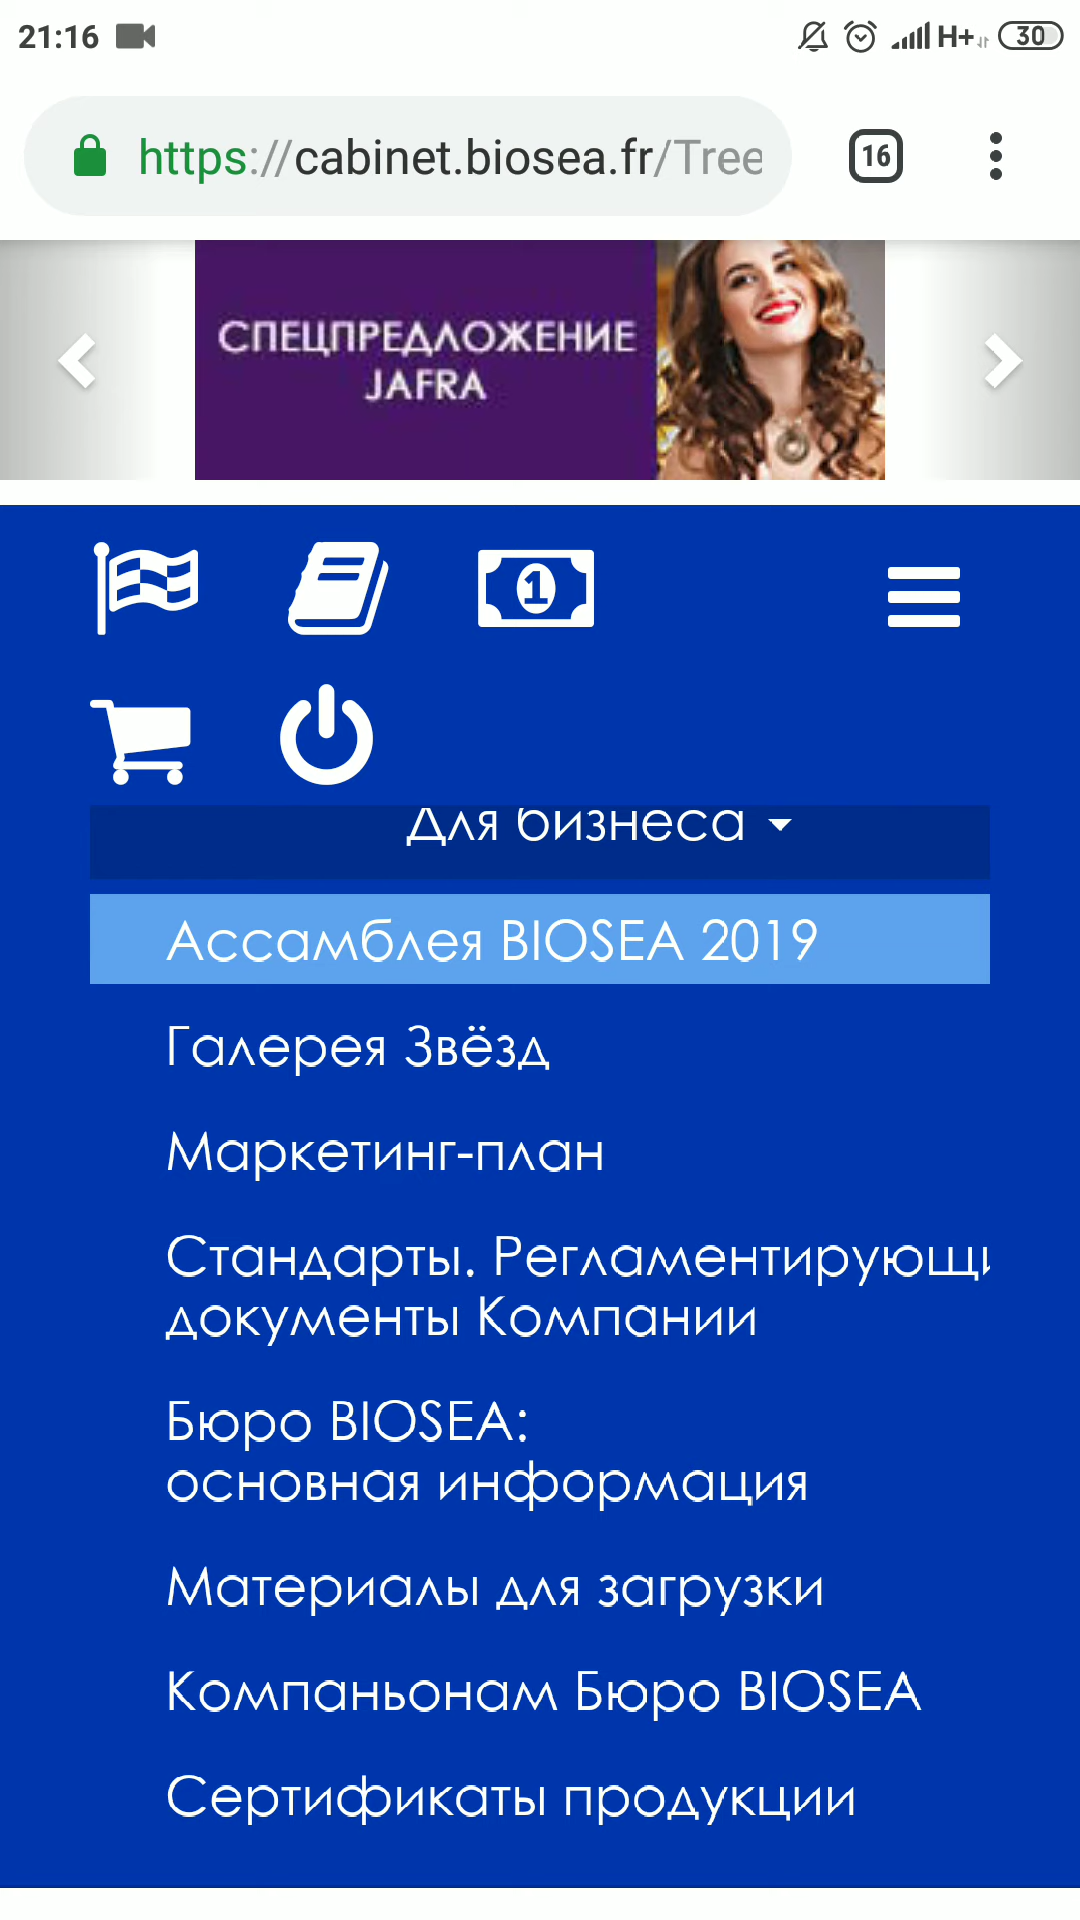 21:16
H+
30
https://cabinet.biosea.fr/Tree
16
СПЕЦПРЕДЛОЖЕНИЕ
JAFRA
1
Для бизнеса
Ассамблея BIOSEA 2019
Галерея Звёзд
Маркетинг-план
Стандарты. Регламентирующи
документы Компании
Бюро BIOSEA:
основная информация
Материалы для загрузки
Компаньонам Бюро BIOSEA
Сертификаты продукции